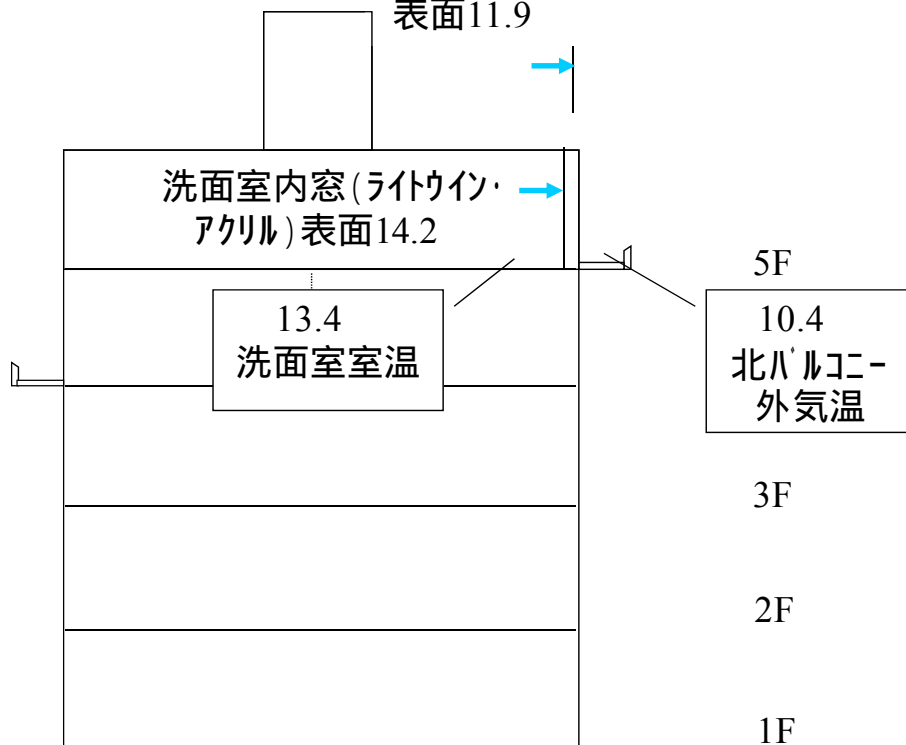 表面11.9
洗面室内窓(ライトウイン・
アクリル)表面14.2
5F
13.4
洗面室室温
10.4
北バルコニー
外気温
3F
2F
1F